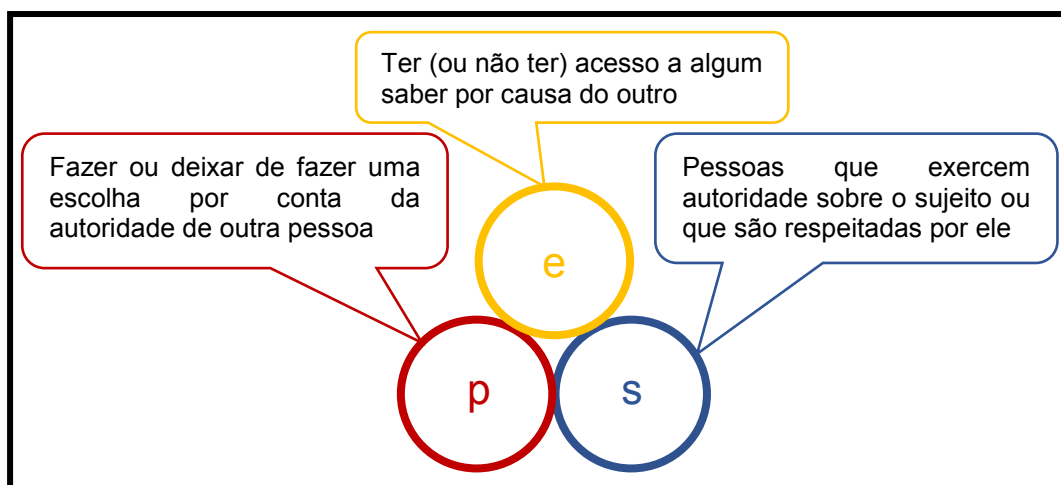 Ter (ou não ter) acesso a algum
saber por causa do outro
Fazer ou deixar de fazer uma
escolha por conta da
autoridade de outra pessoa
Pessoas que exercem
autoridade sobre o sujeito ou
que são respeitadas por ele
e
p
s